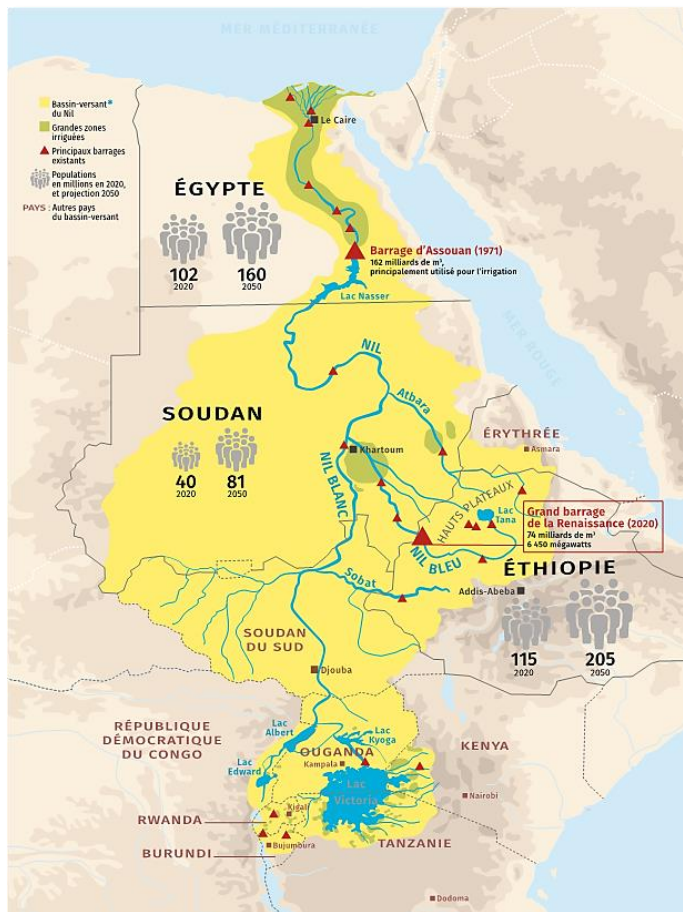 MER MÉDITERRANÉE
Bassin-versant*
du Nil
Grandes zones
irriguées
Principaux barrages
existants
Populations
en millions en 2020,
et projection 2050
PAYS : Autres pays
du bassin-versant
Le Caire
ÉGYPTE
102
2020
160
2050
Barrage d'Assouan (1971)
162 milliards de m³,
principalement utilisé pour l'irrigation
Lac Nasser
MER ROUGE
NIL
Atbara
SOUDAN
40
2020
81
2050
Khartoum
NIL BLANC
ÉRYTHRÉE
Asmara
HAUTS PLATEAUX
Lac
Tana
Grand barrage
de la Renaissance (2020)
74 milliards de m³
6 450 mégawatts
NIL BLEU
Sobat
ÉTHIOPIE
Addis-Abeba
115
2020
205
2050
SOUDAN
DU SUD
Djouba
RÉPUBLIQUE
DÉMOCRATIQUE
DU CONGO
Lac
Albert
Lac
Kyoga
OUGANDA
Kampala
KENYA
Lac
Edward
Lac
Victoria
Nairobi
Kigali
RWANDA
Bujumbura
BURUNDI
TANZANIE
Dodoma